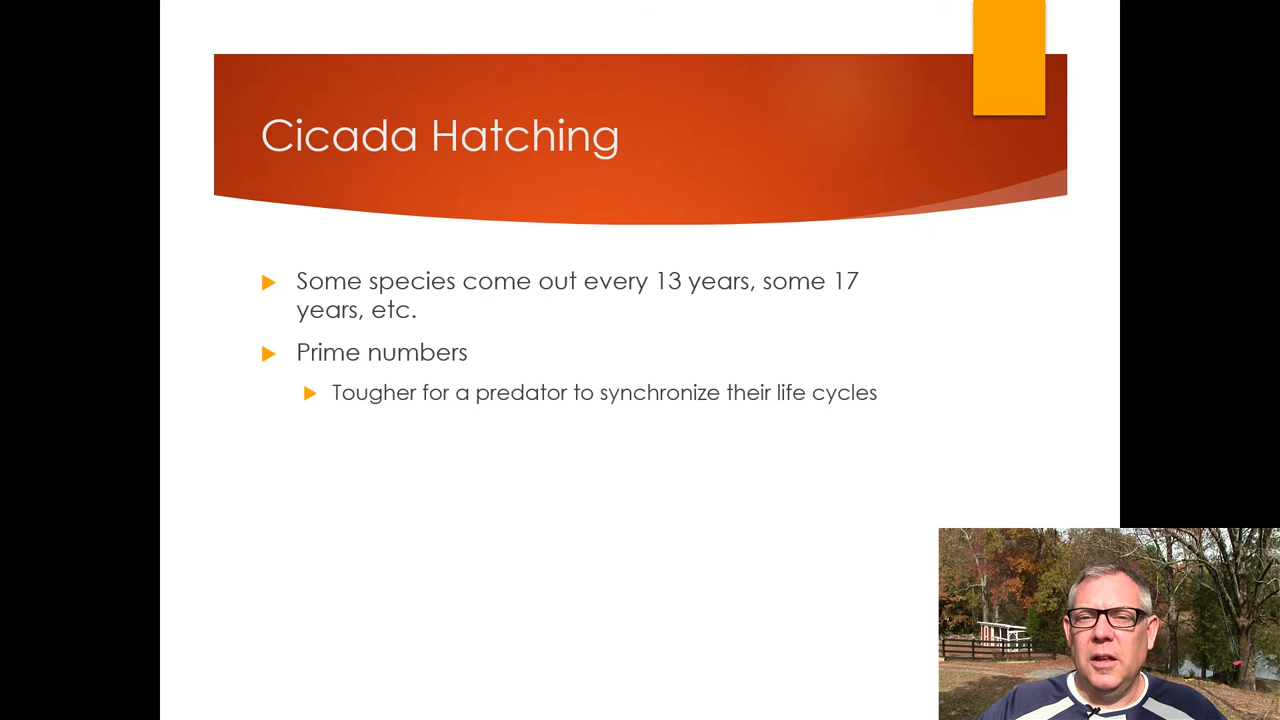 Cicada Hatching
Some species come out every 13 years, some 17
years, etc.
Prime numbers
Tougher for a predator to synchronize their life cycles